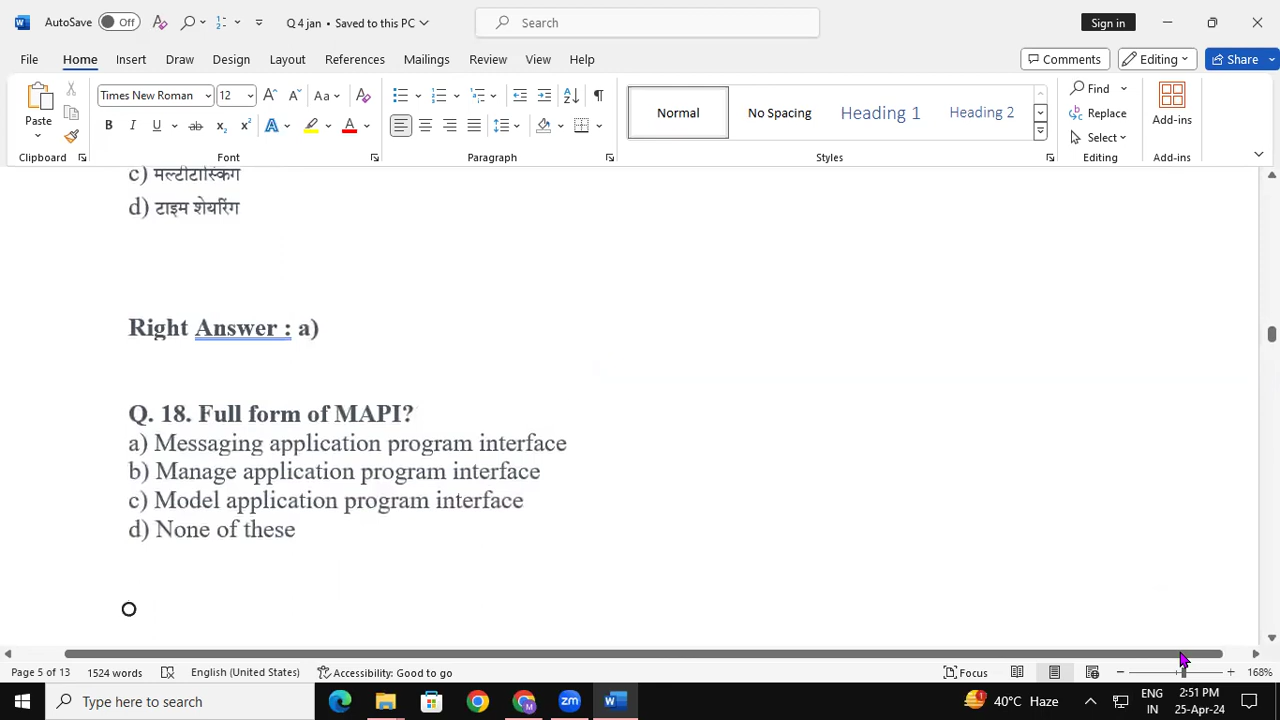 AutoSave Off Q 4 jan • Saved to this PC Search Sign in
File Home Insert Draw Design Layout References Mailings Review View Help Comments Editing Share
Paste Times New Roman 12 Aa Normal No Spacing Heading 1 Heading 2 Find Replace Select Add-ins
Clipboard Font Paragraph Styles Editing Add-ins
c) मल्टीटास्किंग
d) टाइम शेयरिंग
Right Answer : a)
Q. 18. Full form of MAPI?
a) Messaging application program interface
b) Manage application program interface
c) Model application program interface
d) None of these
Page 5 of 13 1524 words English (United States) Accessibility: Good to go Focus 168%
Type here to search zm 1 40°C Haze ENG IN 2:51 PM 25-Apr-24